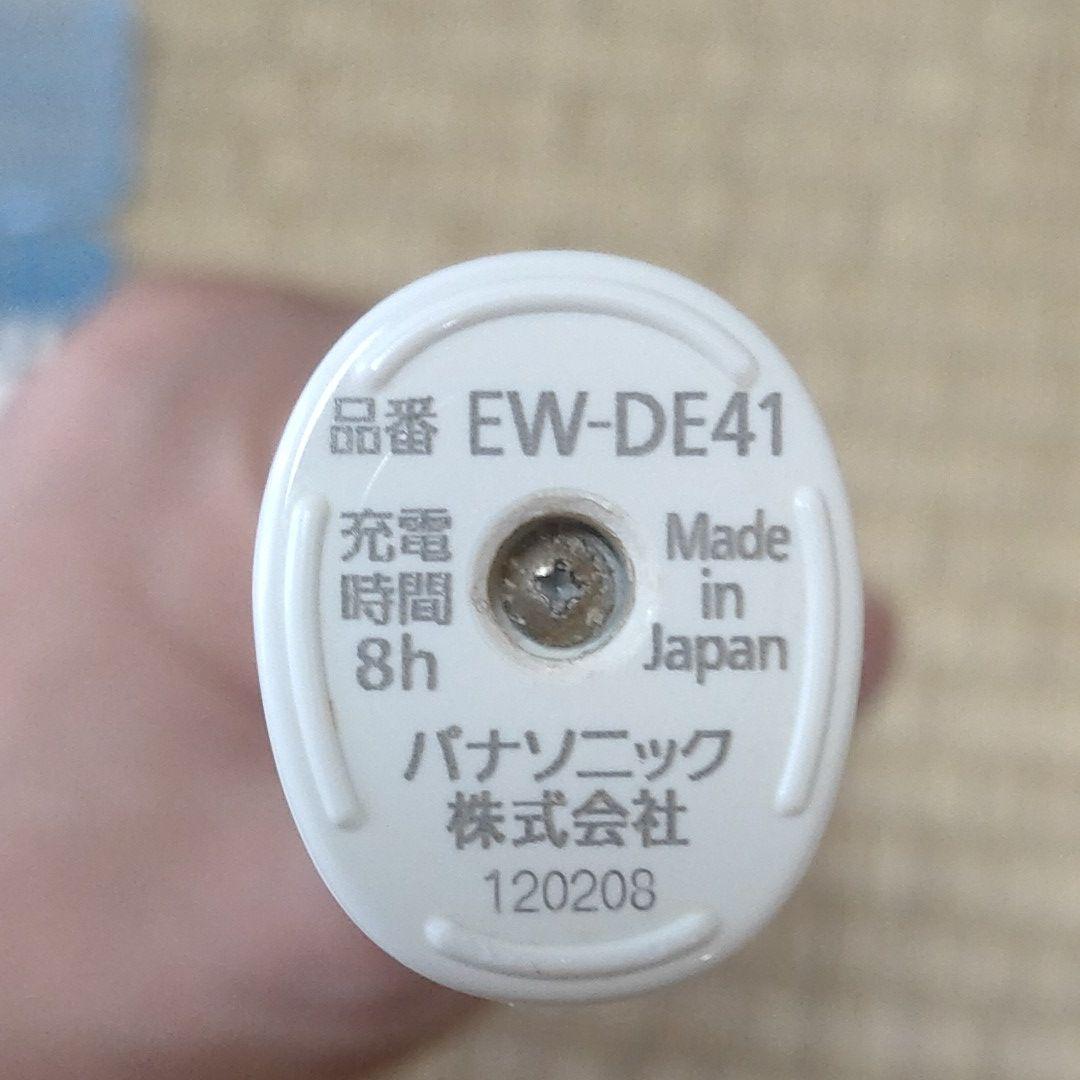 品番 EW-DE41
充電
時間
8h
Made
in
Japan
パナソニック
株式会社
120208